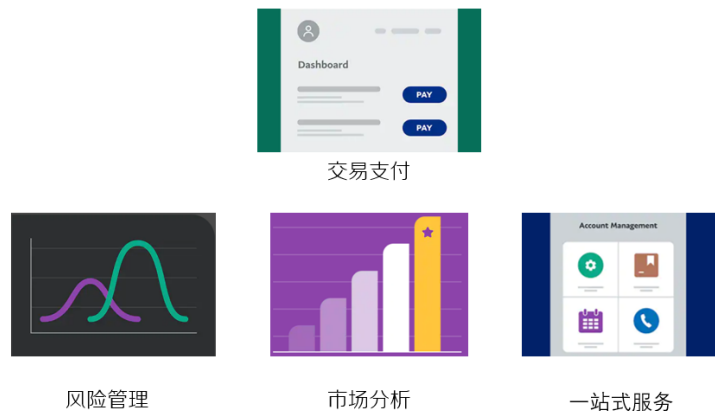 Dashboard
PAY
PAY
交易支付
Account Management
风险管理
市场分析
一站式服务